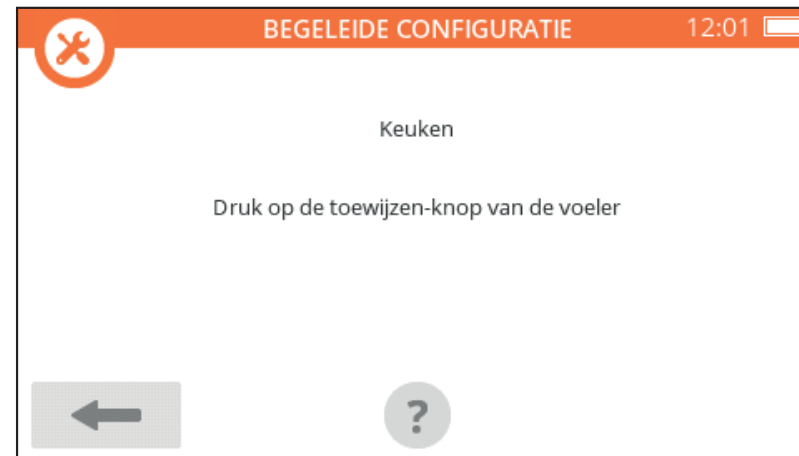 BEGELEIDE CONFIGURATIE 12:01
Keuken
Druk op de toewijzen-knop van de voeler
?